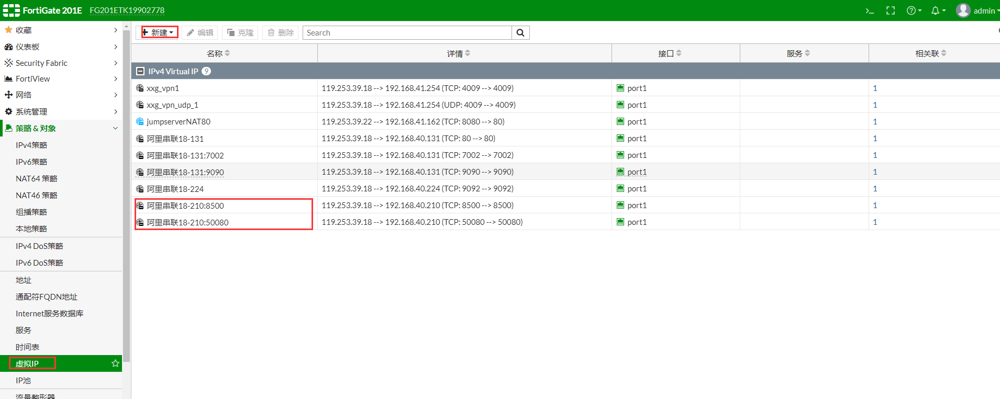 FortiGate 201E FG201ETK19902778 admin
收藏
仪表板
Security Fabric
FortiView
网络
系统管理
策略 & 对象
IPv4策略
IPv6策略
NAT64 策略
NAT46 策略
组播策略
本地策略
IPv4 DoS策略
IPv6 DoS策略
地址
通配符FQDN地址
Internet服务数据库
服务
时间表
虚拟IP
IP池
流量整形器
新建 编辑 克隆 删除 Search
名称 详情 接口 服务 相关联
IPv4 Virtual IP 9
xxg_vpn1 119.253.39.18 --> 192.168.41.254 (TCP: 4009 --> 4009) port1 1
xxg_vpn_udp_1 119.253.39.18 --> 192.168.41.254 (UDP: 4009 --> 4009) port1 1
jumpserverNAT80 119.253.39.22 --> 192.168.41.162 (TCP: 8080 --> 80) port1 1
阿里串联18-131 119.253.39.18 --> 192.168.40.131 (TCP: 80 --> 80) port1 1
阿里串联18-131:7002 119.253.39.18 --> 192.168.40.131 (TCP: 7002 --> 7002) port1 1
阿里串联18-131:9090 119.253.39.18 --> 192.168.40.131 (TCP: 9090 --> 9090) port1 1
阿里串联18-224 119.253.39.18 --> 192.168.40.224 (TCP: 9092 --> 9092) port1 1
阿里串联18-210:8500 119.253.39.18 --> 192.168.40.210 (TCP: 8500 --> 8500) port1 1
阿里串联18-210:50080 119.253.39.18 --> 192.168.40.210 (TCP: 50080 --> 50080) port1 1